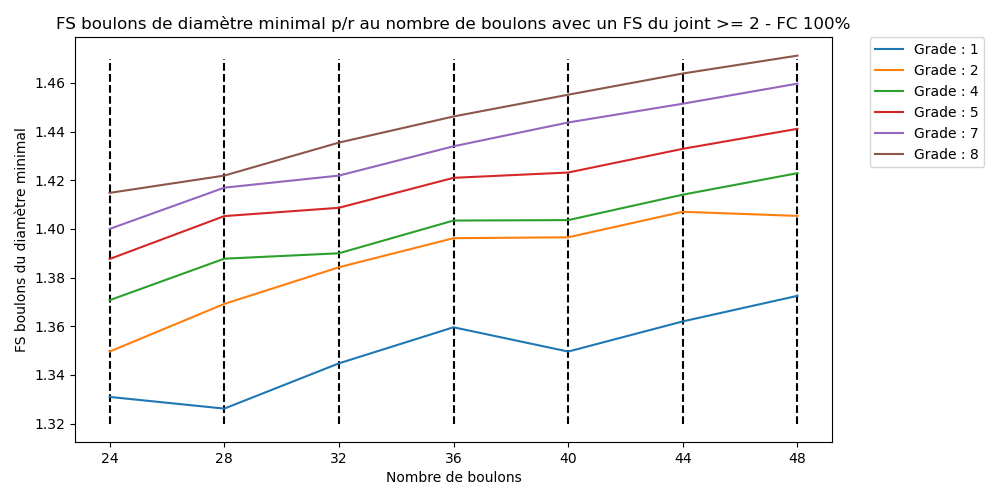 FS boulons de diamètre minimal p/r au nombre de boulons avec un FS du joint >= 2 - FC 100%
Grade : 1
Grade : 2
Grade : 4
Grade : 5
Grade : 7
Grade : 8
FS boulons du dianètre minimal
1.46
1.44
1.42
1.40
1.38
1.36
1.34
1.32
24 28 32 36 40 44 48
Nombre de boulons